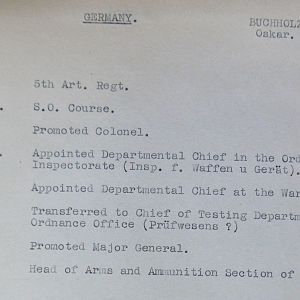 GERMANY.
BUCHHOLZ
Oskar.
5th Art. Regt.
S.O. Course.
Promoted Colonel.
Appointed Departmental Chief in the Ord
Inspectorate (Insp. f. Waffen u Gerät).
Appointed Departmental Chief at the War
Transferred to Chief of Testing Departm
Ordnance Office (Prüfwesens ?)
Promoted Major General.
Head of Arms and Ammunition Section of